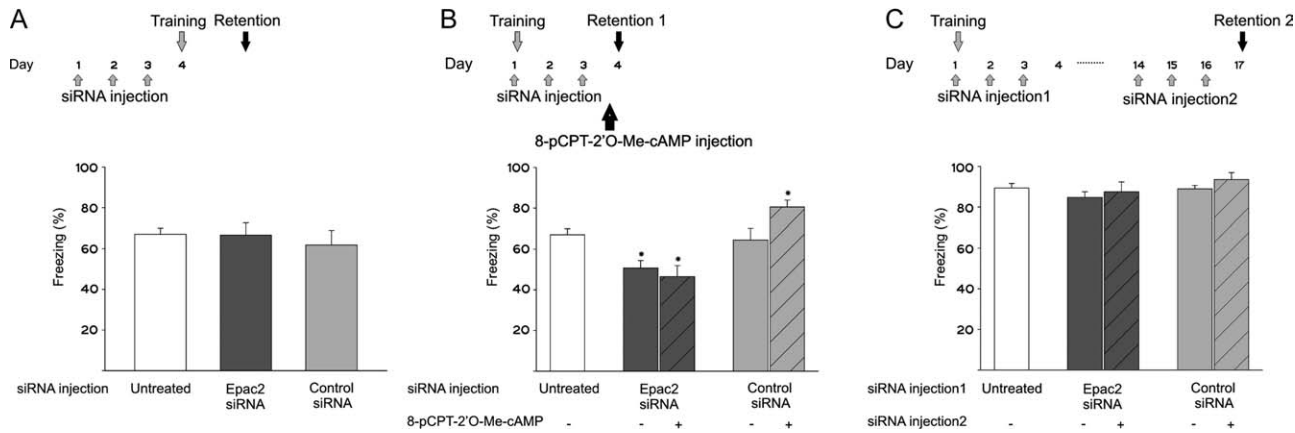 A
Training Retention
Day 1 2 3 4
siRNA injection
Freezing (%)
100
80
60
40
20
siRNA injection Untreated Epac2 siRNA Control siRNA
B
Training Retention 1
Day 1 2 3 4
siRNA injection
8-pCPT-2'O-Me-cAMP injection
Freezing (%)
100
80
60
40
20
* * *
siRNA injection Untreated Epac2 siRNA Control siRNA
8-pCPT-2'O-Me-cAMP - - + - +
C
Training Retention 2
Day 1 2 3 4 ........... 14 15 16 17
siRNA injection1 siRNA injection2
Freezing (%)
100
80
60
40
20
siRNA injection1 Untreated Epac2 siRNA Control siRNA
siRNA injection2 - - + - +